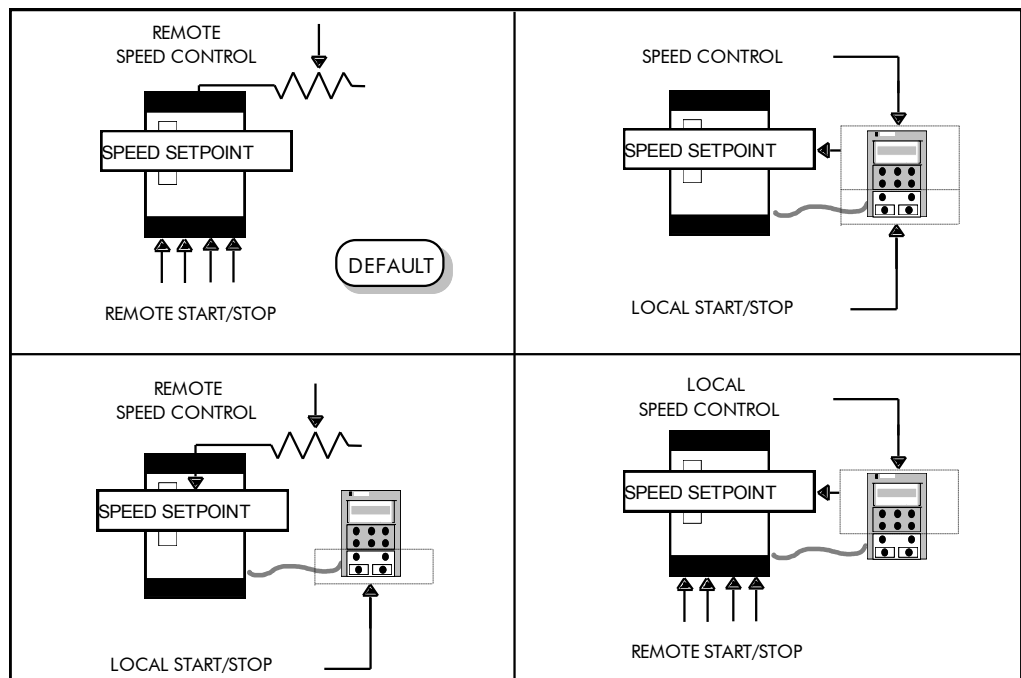 REMOTE
SPEED CONTROL
SPEED SETPOINT
DEFAULT
REMOTE START/STOP
SPEED CONTROL
SPEED SETPOINT
LOCAL START/STOP
REMOTE
SPEED CONTROL
SPEED SETPOINT
LOCAL START/STOP
LOCAL
SPEED CONTROL
SPEED SETPOINT
REMOTE START/STOP